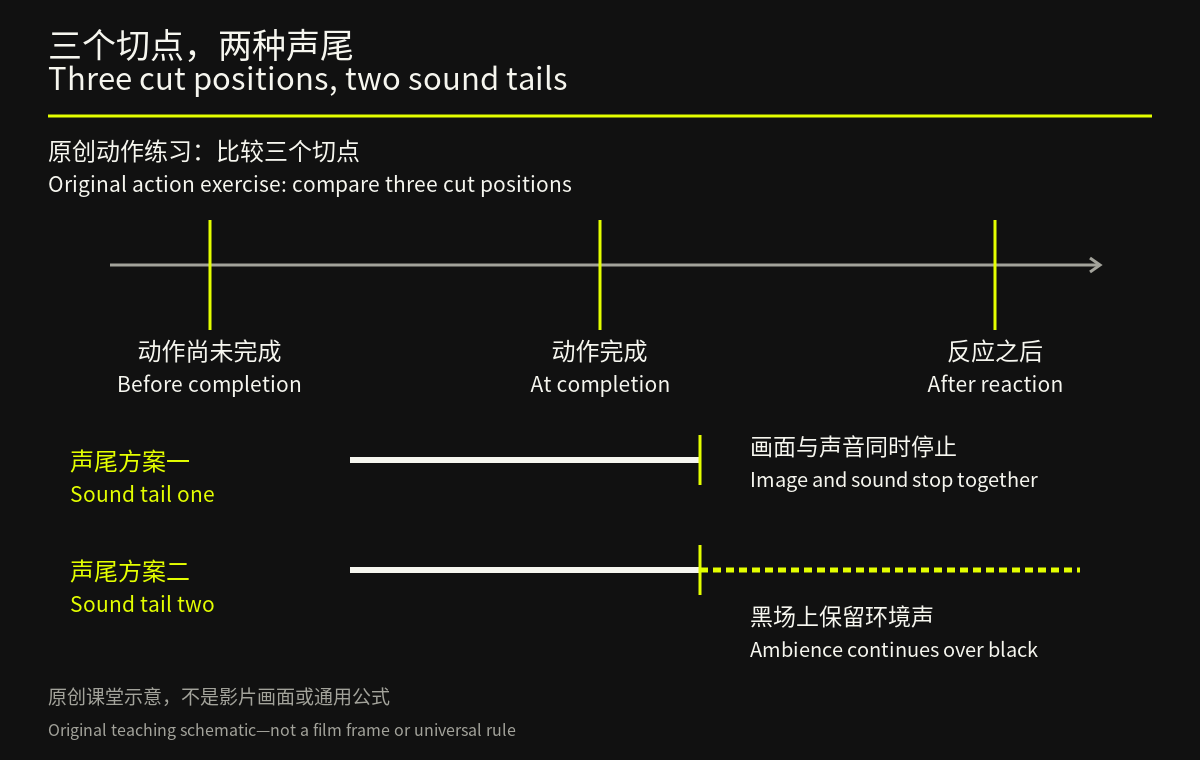 三个切点，两种声尾
Three cut positions, two sound tails
原创动作练习：比较三个切点
Original action exercise: compare three cut positions
动作尚未完成
Before completion
动作完成
At completion
反应之后
After reaction
声尾方案一
Sound tail one
画面与声音同时停止
Image and sound stop together
声尾方案二
Sound tail two
黑场上保留环境声
Ambience continues over black
原创课堂示意，不是影片画面或通用公式
Original teaching schematic—not a film frame or universal rule